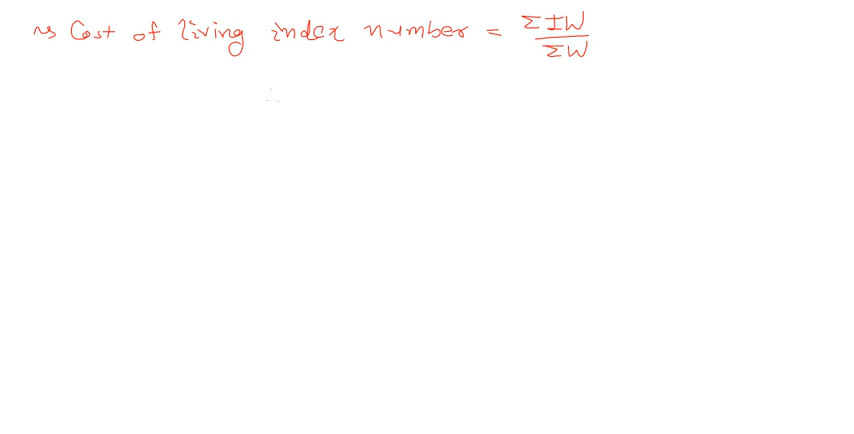 → Cost of living index number = ΣIW / ΣW